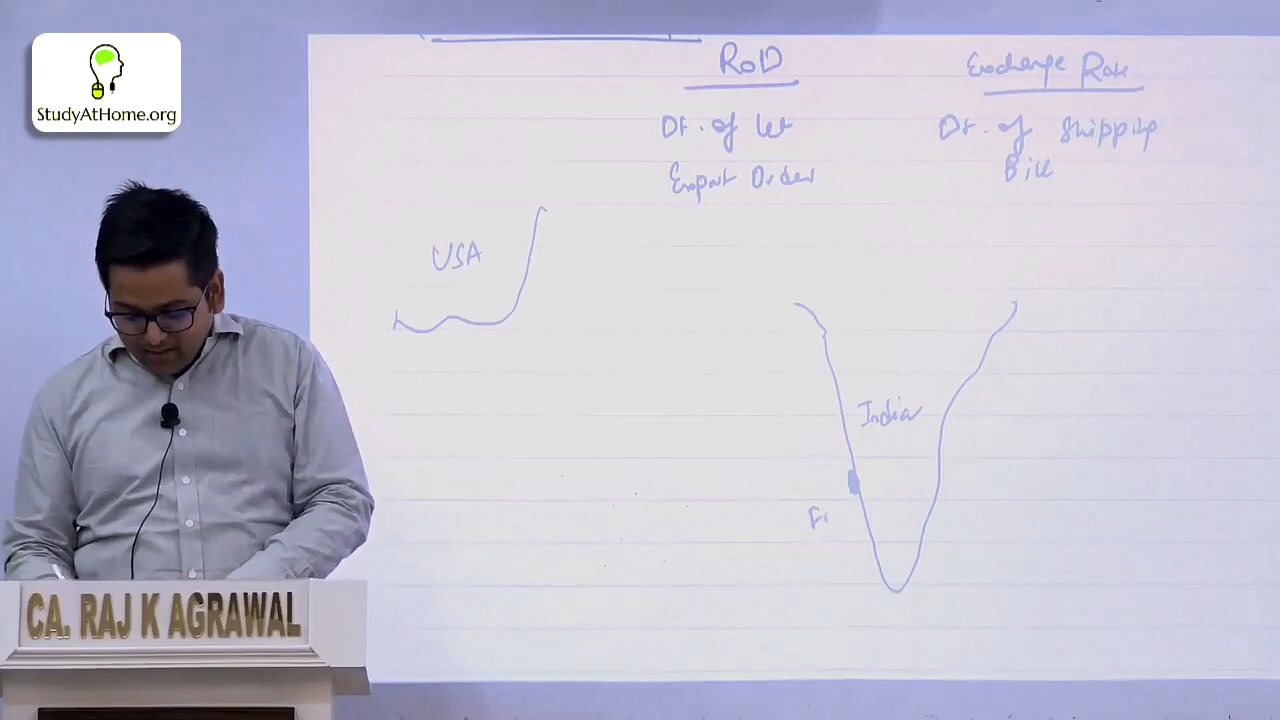 StudyAtHome.org
RoD
Exchange Rate
Dt. of let
Export Order
Dt. of Shipping
Bill
USA
India
CA. RAJ K AGRAWAL